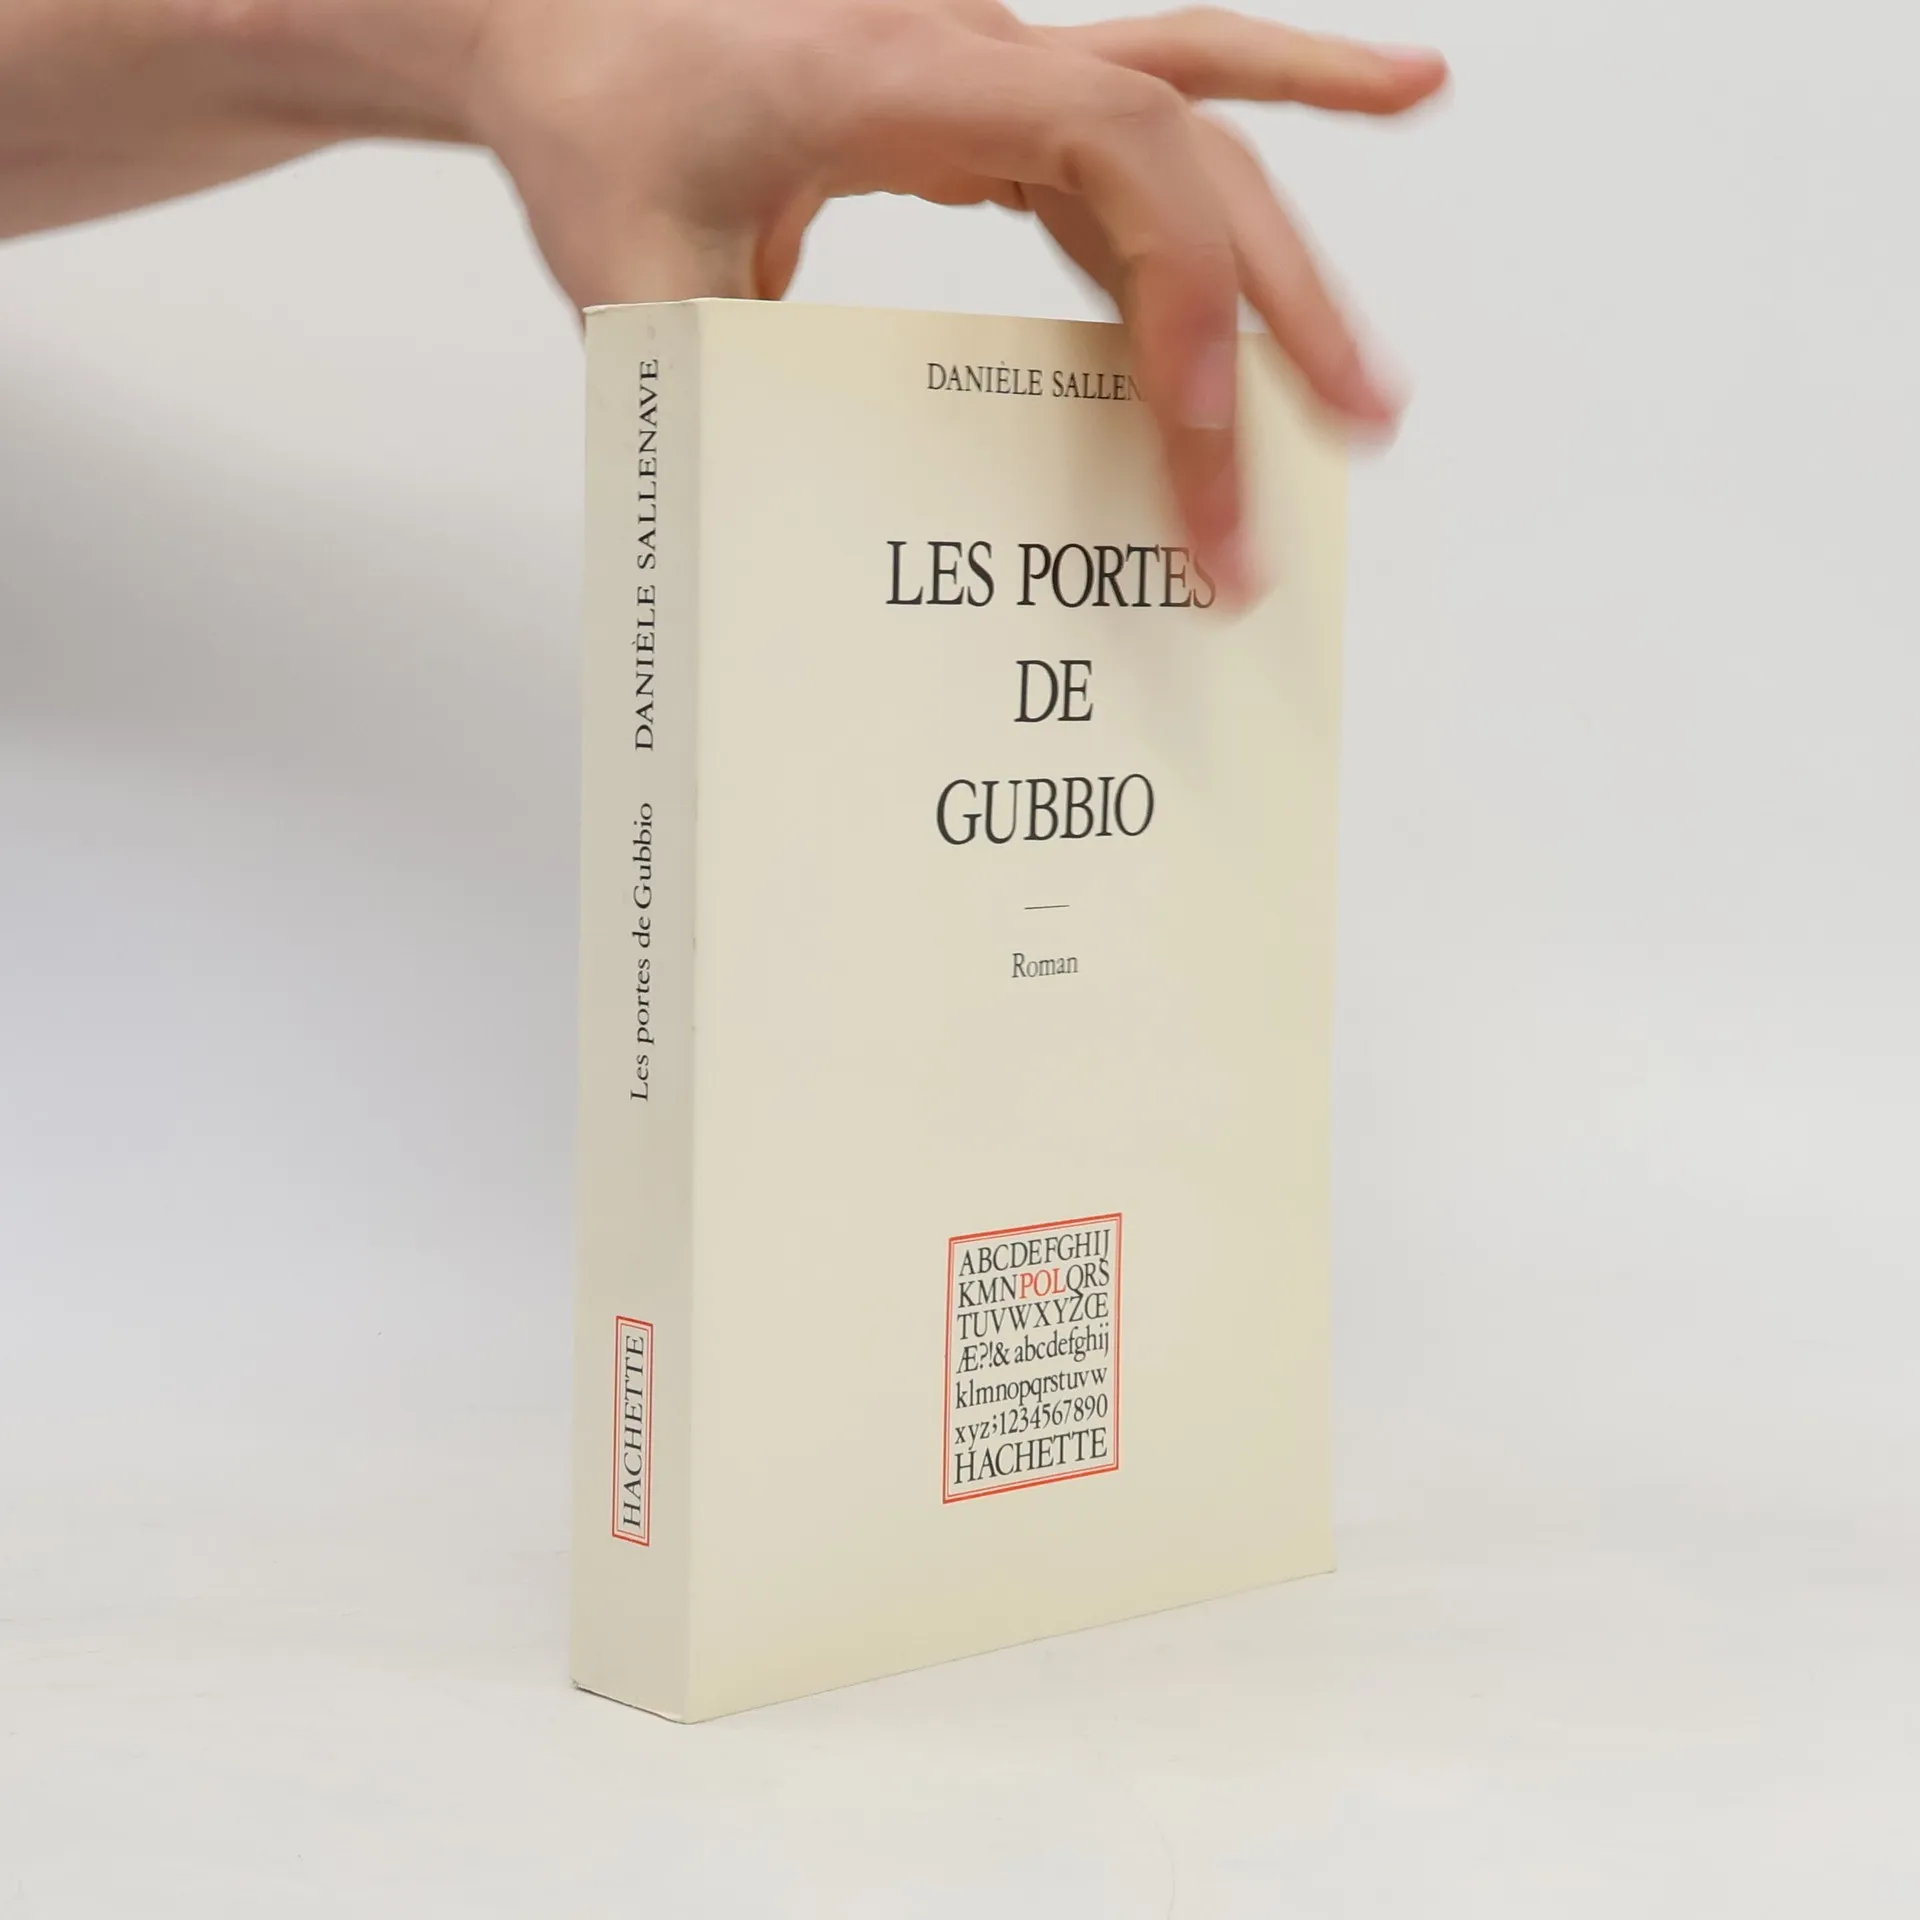 DANIÈLE SALLEN
LES PORTES
DE
GUBBIO
Roman
ABCDEFGHIJ
KMNPOLQRS
TUVWXYZŒ
Æ?!& abcdefghij
klmnopqrstuvw
xyz;1234567890
HACHETTE
Les portes de Gubbio DANIÈLE SALLENAVE
HACHETTE